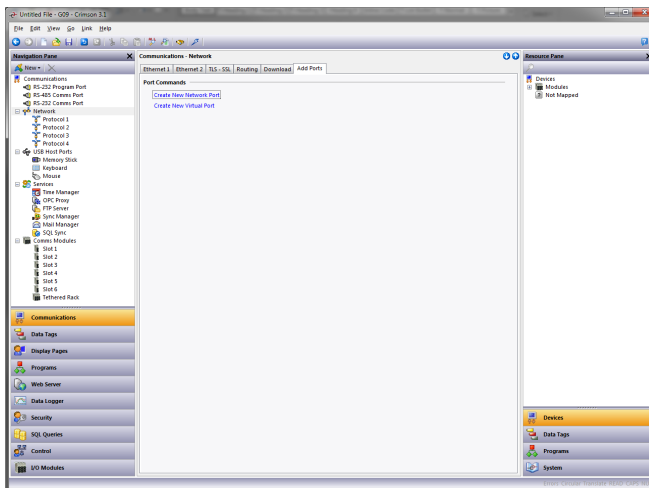 Untitled File - G09 - Crimson 3.1
File Edit View Go Link Help
Navigation Pane
New
Communications
RS-232 Program Port
RS-485 Comms Port
RS-232 Comms Port
Network
Protocol 1
Protocol 2
Protocol 3
Protocol 4
USB Host Ports
Memory Stick
Keyboard
Mouse
Services
Time Manager
OPC Proxy
FTP Server
Sync Manager
Mail Manager
SQL Sync
Comms Modules
Slot 1
Slot 2
Slot 3
Slot 4
Slot 5
Slot 6
Tethered Rack
Communications
Data Tags
Display Pages
Programs
Web Server
Data Logger
Security
SQL Queries
Control
I/O Modules
Communications - Network
Ethernet 1 Ethernet 2 TLS - SSL Routing Download Add Ports
Port Commands
Create New Network Port
Create New Virtual Port
Resource Pane
Devices
Modules
Not Mapped
Devices
Data Tags
Programs
System
Errors Circular Translate READ CAPS